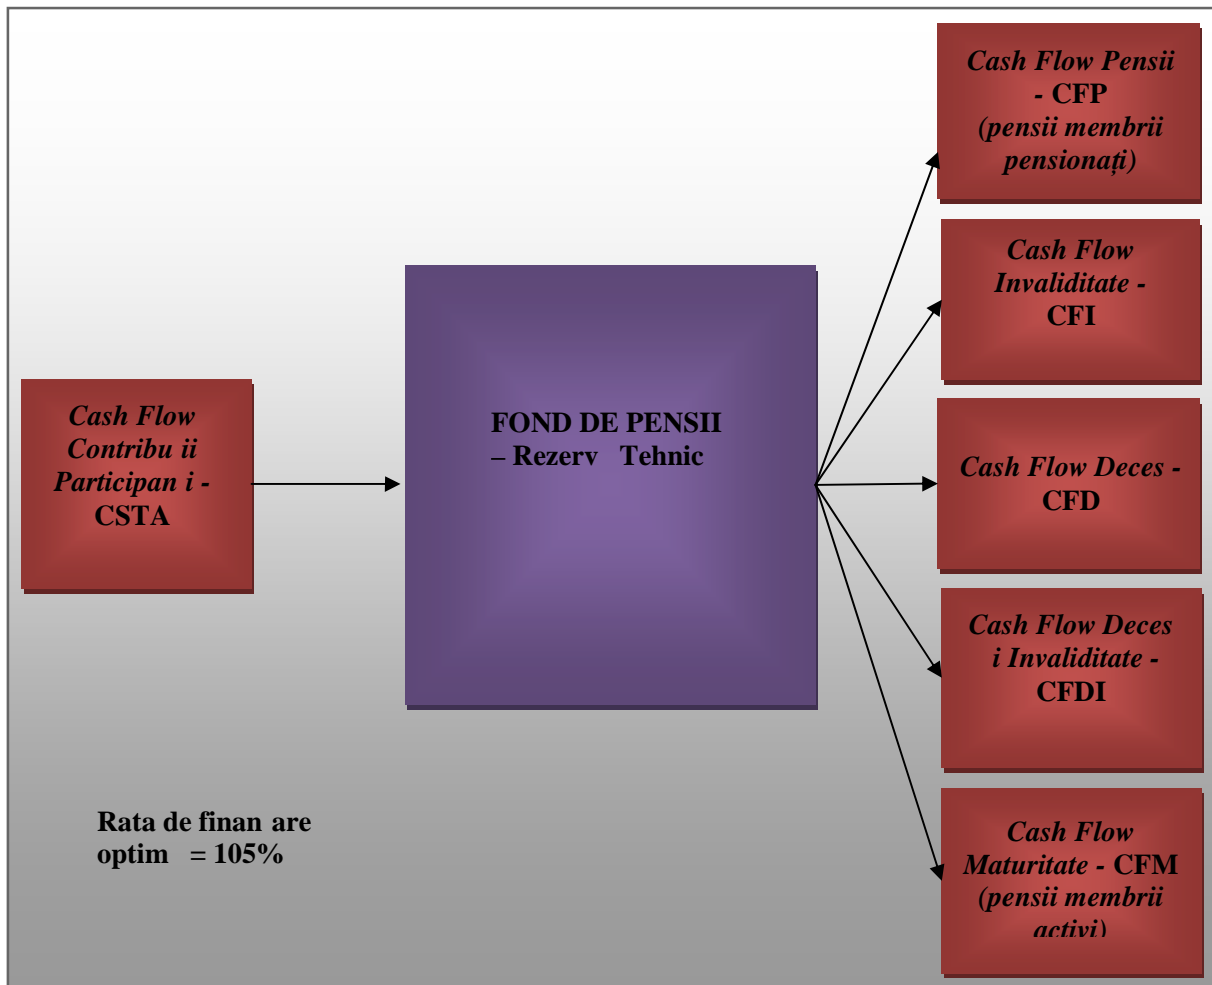 Cash Flow
Contribu ii
Participan i -
CSTA
FOND DE PENSII
– Rezerv Tehnic
Cash Flow Pensii
- CFP
(pensii membrii
pensionați)
Cash Flow
Invaliditate -
CFI
Cash Flow Deces -
CFD
Cash Flow Deces
i Invaliditate -
CFDI
Cash Flow
Maturitate - CFM
(pensii membrii
activi)
Rata de finan are
optim = 105%